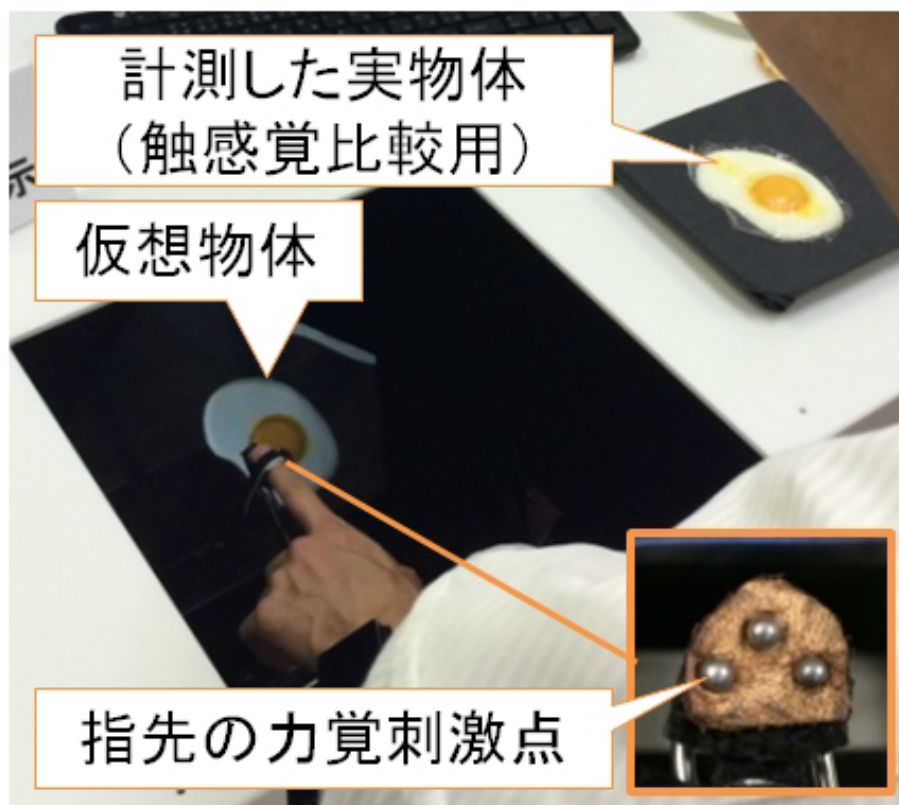 計測した実物体
（触感覚比較用）
示
仮想物体
指先の力覚刺激点